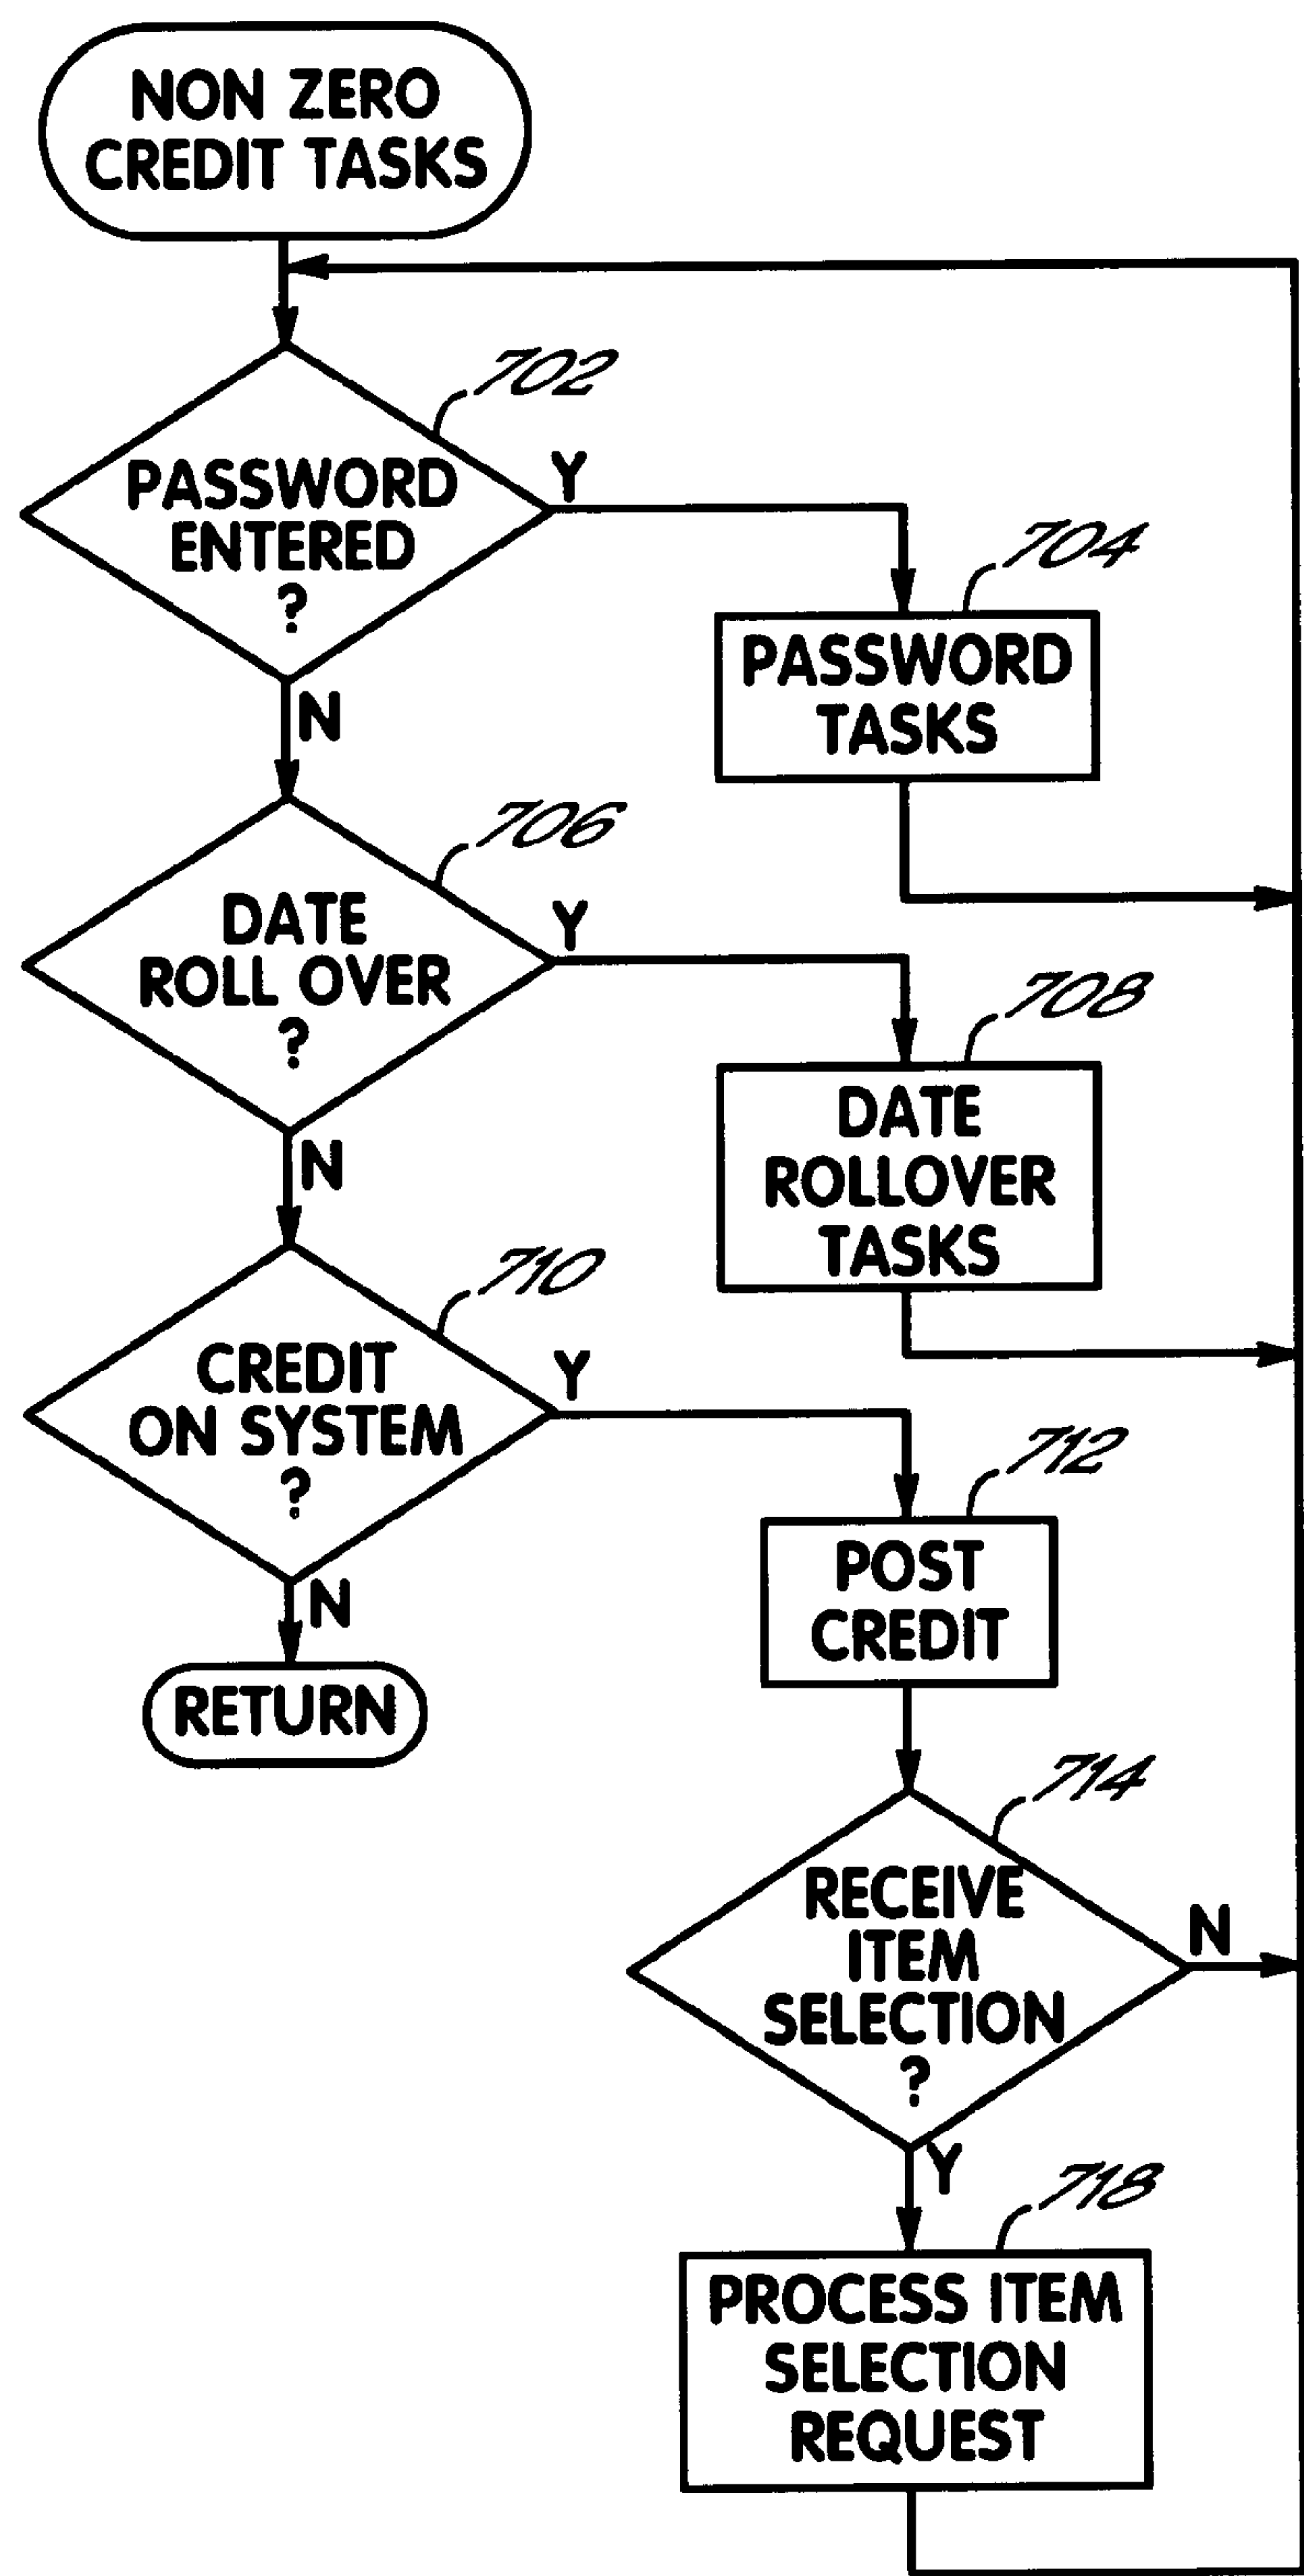 NON ZERO
CREDIT TASKS
702
PASSWORD
ENTERED
?
Y
704
PASSWORD
TASKS
N
706
DATE
ROLL OVER
?
Y
708
DATE
ROLLOVER
TASKS
N
710
CREDIT
ON SYSTEM
?
Y
712
POST
CREDIT
N
RETURN
714
RECEIVE
ITEM
SELECTION
?
N
Y
718
PROCESS ITEM
SELECTION
REQUEST